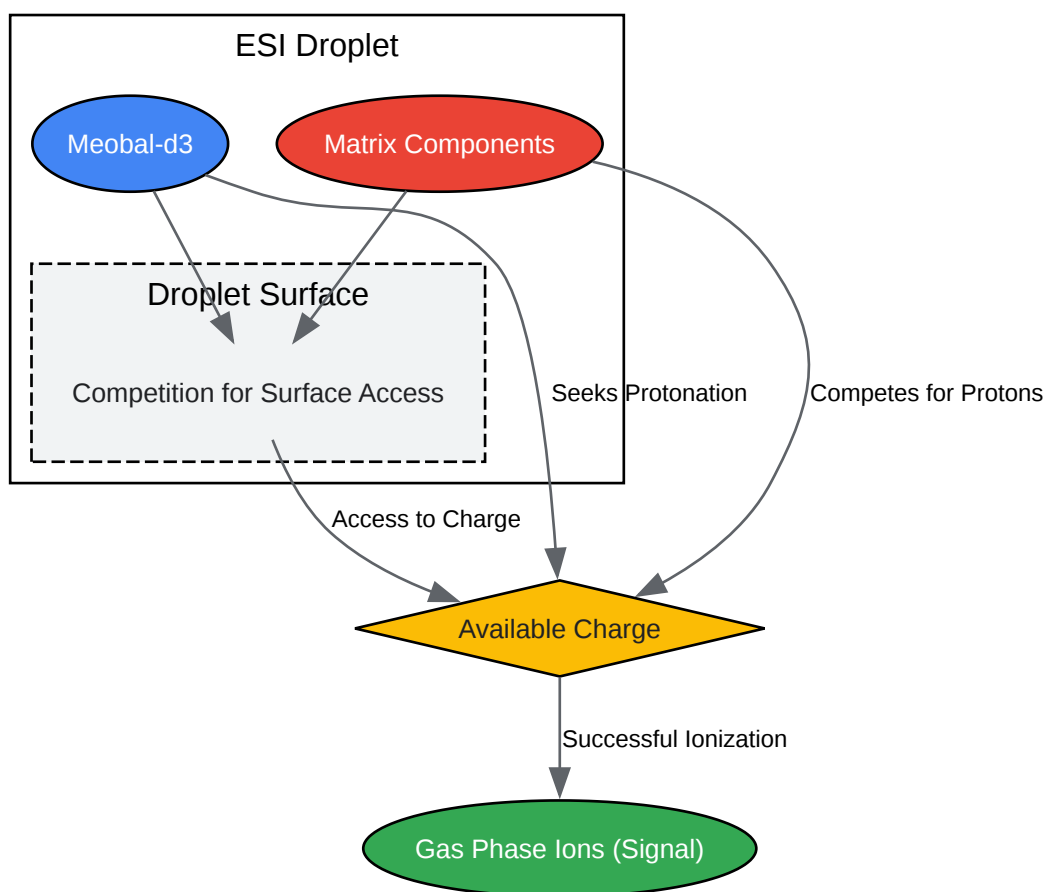 ESI Droplet
Meobal-d3
Matrix Components
Droplet Surface
Competition for Surface Access
Seeks Protonation
Competes for Protons
Access to Charge
Available Charge
Successful Ionization
Gas Phase Ions (Signal)